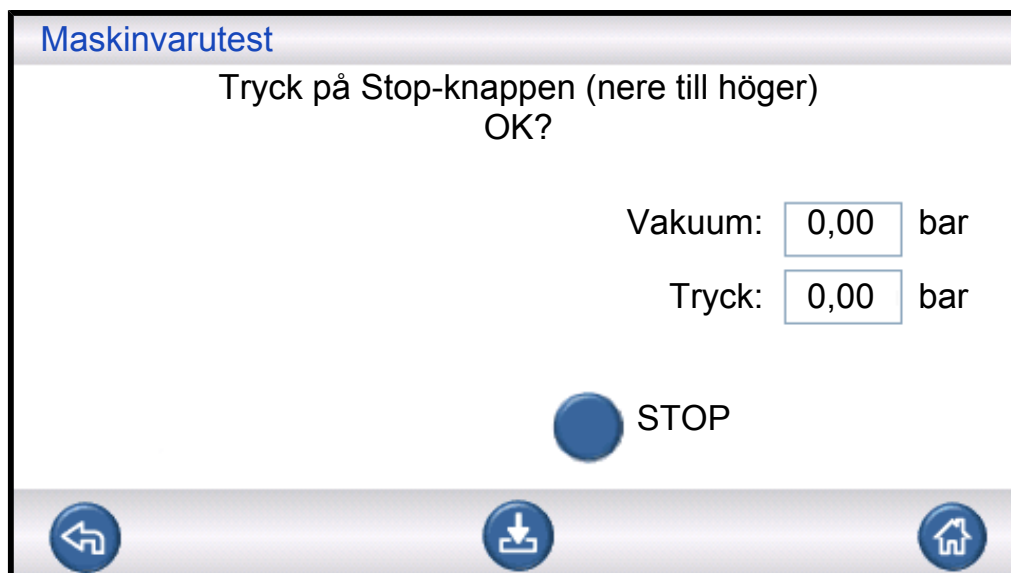 Maskinvarutest
Tryck på Stop-knappen (nere till höger)
OK?
Vakuum: 0,00 bar
Tryck: 0,00 bar
STOP